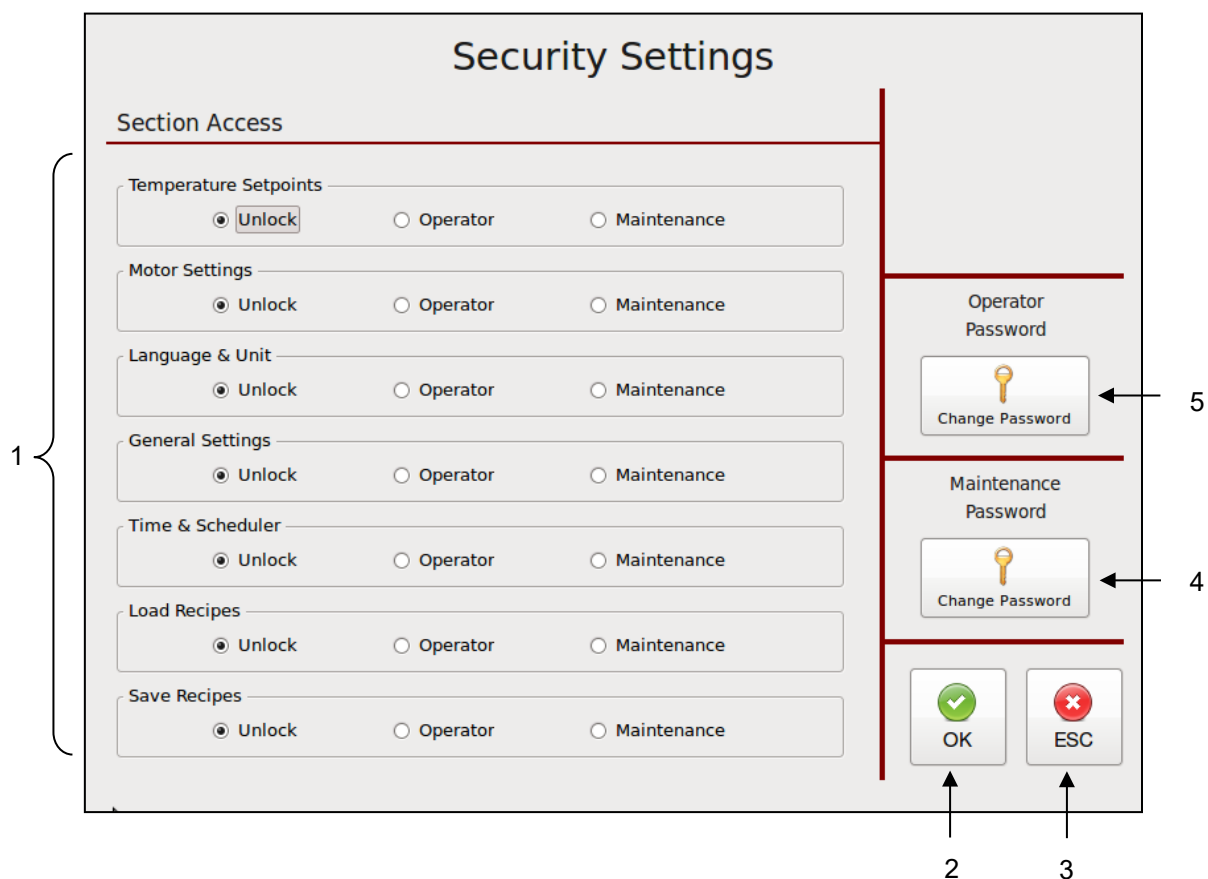 Security Settings
Section Access
1
Temperature Setpoints
Unlock Operator Maintenance
Motor Settings
Unlock Operator Maintenance
Language & Unit
Unlock Operator Maintenance
General Settings
Unlock Operator Maintenance
Time & Scheduler
Unlock Operator Maintenance
Load Recipes
Unlock Operator Maintenance
Save Recipes
Unlock Operator Maintenance
Operator
Password
Change Password
5
Maintenance
Password
Change Password
4
OK
ESC
2
3